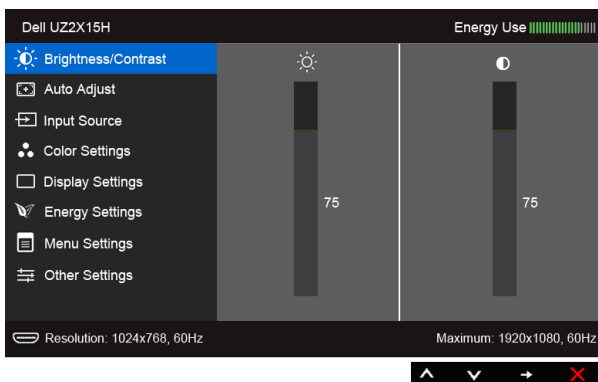 Dell UZ2X15H
Energy Use
Brightness/Contrast
Auto Adjust
Input Source
Color Settings
Display Settings
Energy Settings
Menu Settings
Other Settings
75
75
Resolution: 1024x768, 60Hz
Maximum: 1920x1080, 60Hz